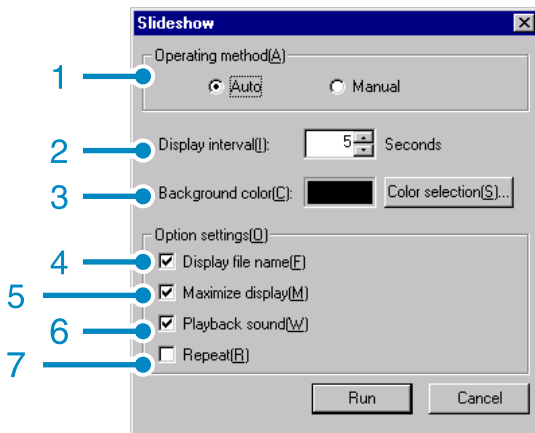 Slideshow
Operating method(A)
1
Auto Manual
2 Display interval(I): 5 Seconds
3 Background color(C): Color selection(S)...
Option settings(O)
4 Display file name(F)
5 Maximize display(M)
6 Playback sound(W)
7 Repeat(R)
Run Cancel